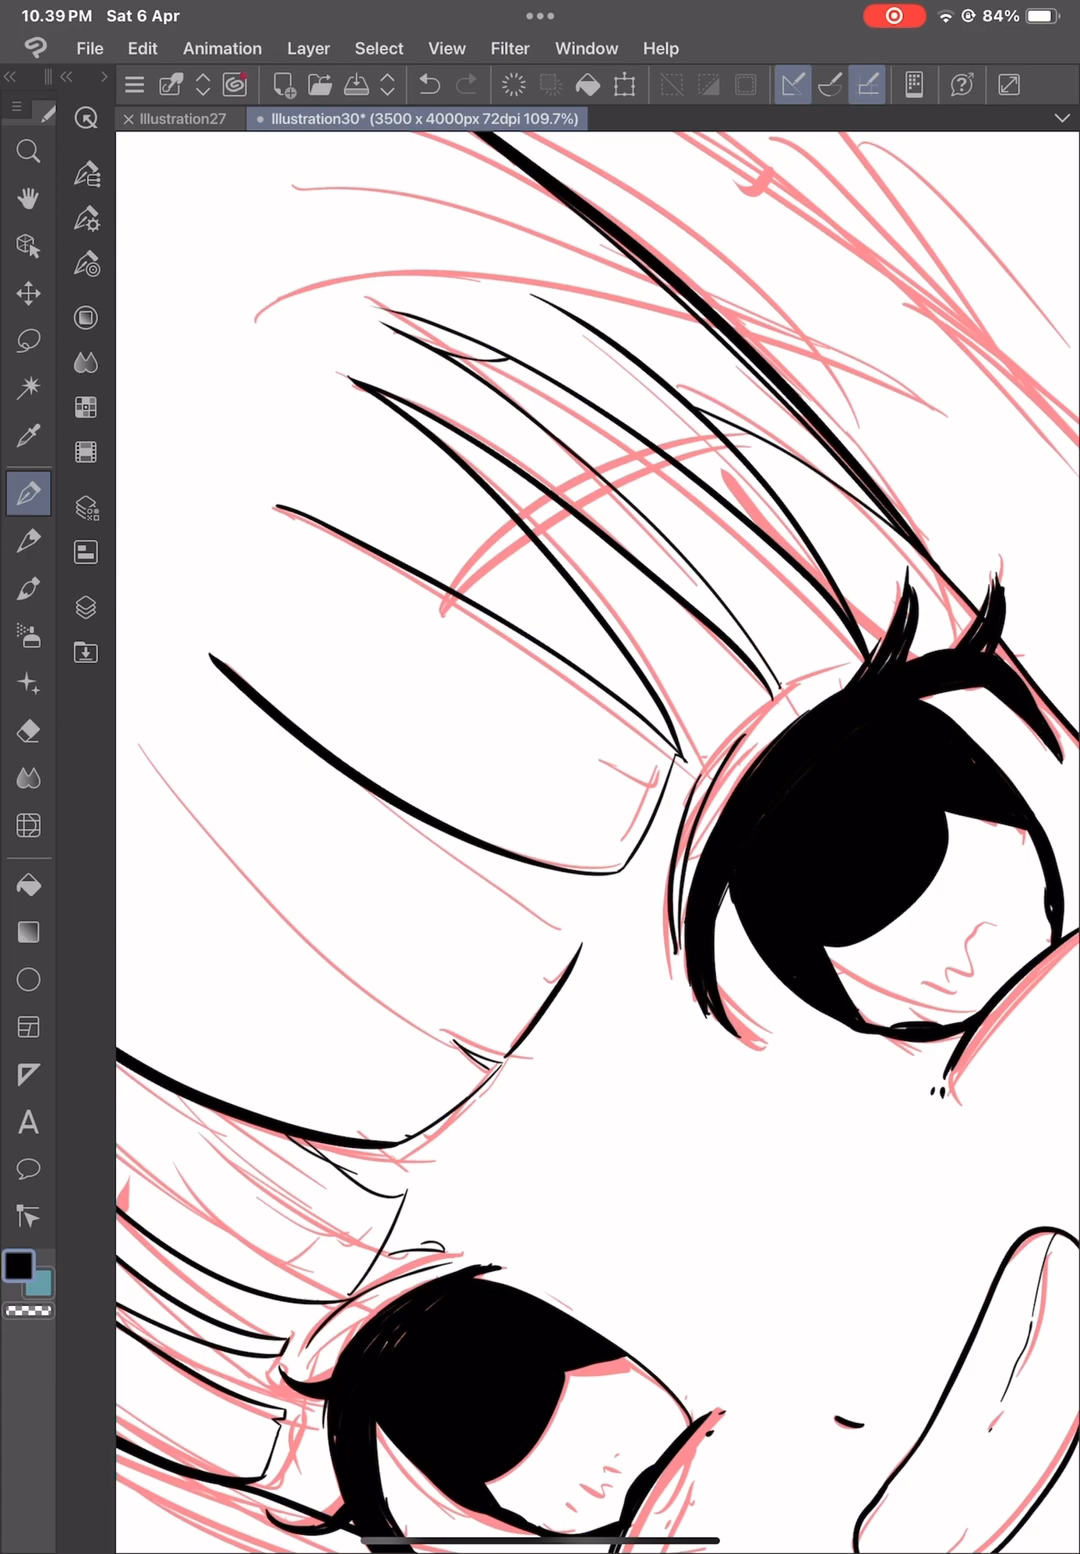 10.39 PM Sat 6 Apr
84%
File Edit Animation Layer Select View Filter Window Help
Illustration27
Illustration30* (3500 x 4000px 72dpi 109.7%)
A